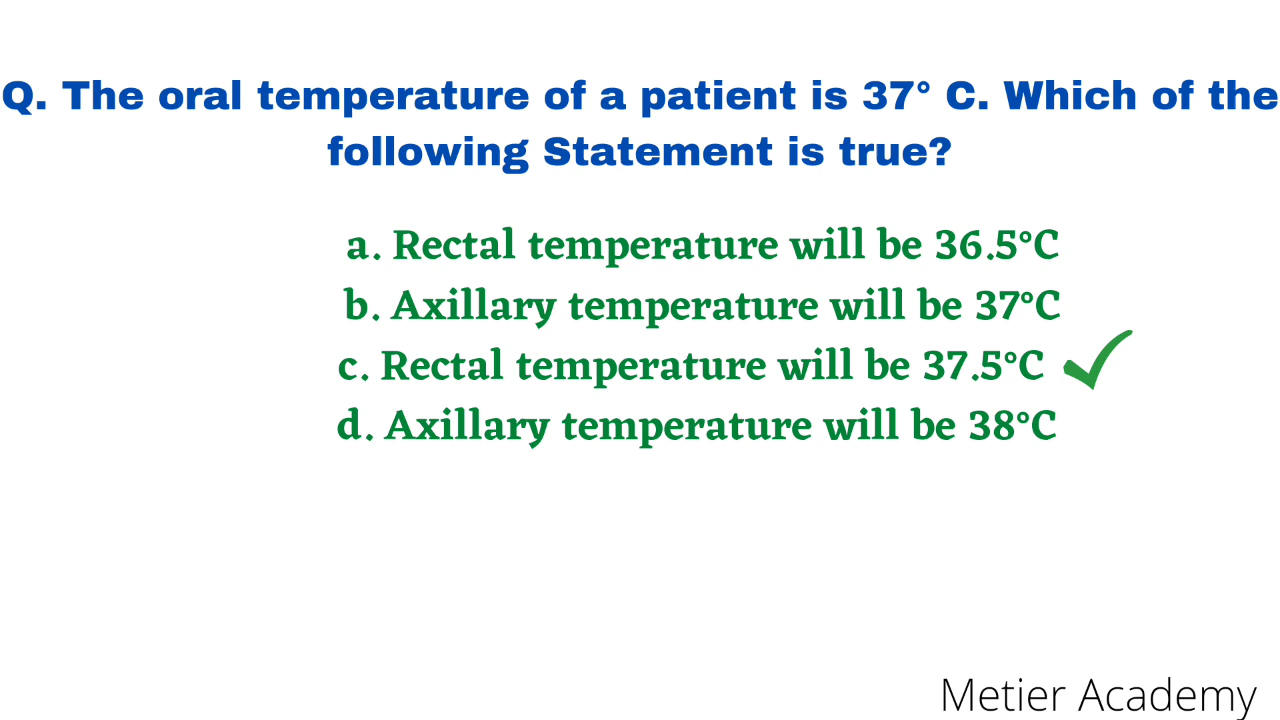 Q. The oral temperature of a patient is 37° C. Which of the
following Statement is true?
a. Rectal temperature will be 36.5°C
b. Axillary temperature will be 37°C
c. Rectal temperature will be 37.5°C
d. Axillary temperature will be 38°C
Metier Academy